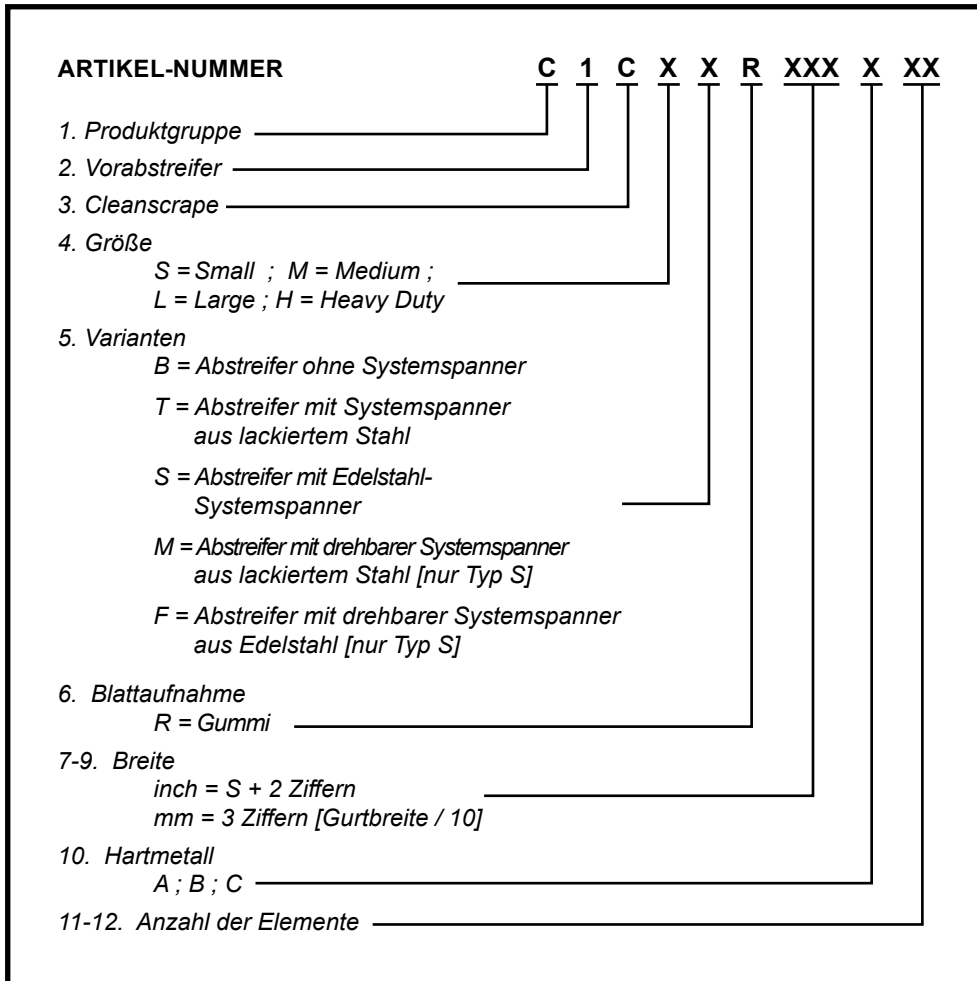 ARTIKEL-NUMMER C 1 C X X R XXX X XX
1. Produktgruppe
2. Vorabstreifer
3. Cleanscrape
4. Größe
S = Small ; M = Medium ;
L = Large ; H = Heavy Duty
5. Varianten
B = Abstreifer ohne Systemspanner
T = Abstreifer mit Systemspanner
aus lackiertem Stahl
S = Abstreifer mit Edelstahl-
Systemspanner
M = Abstreifer mit drehbarer Systemspanner
aus lackiertem Stahl [nur Typ S]
F = Abstreifer mit drehbarer Systemspanner
aus Edelstahl [nur Typ S]
6. Blattaufnahme
R = Gummi
7-9. Breite
inch = S + 2 Ziffern
mm = 3 Ziffern [Gurtbreite / 10]
10. Hartmetall
A ; B ; C
11-12. Anzahl der Elemente